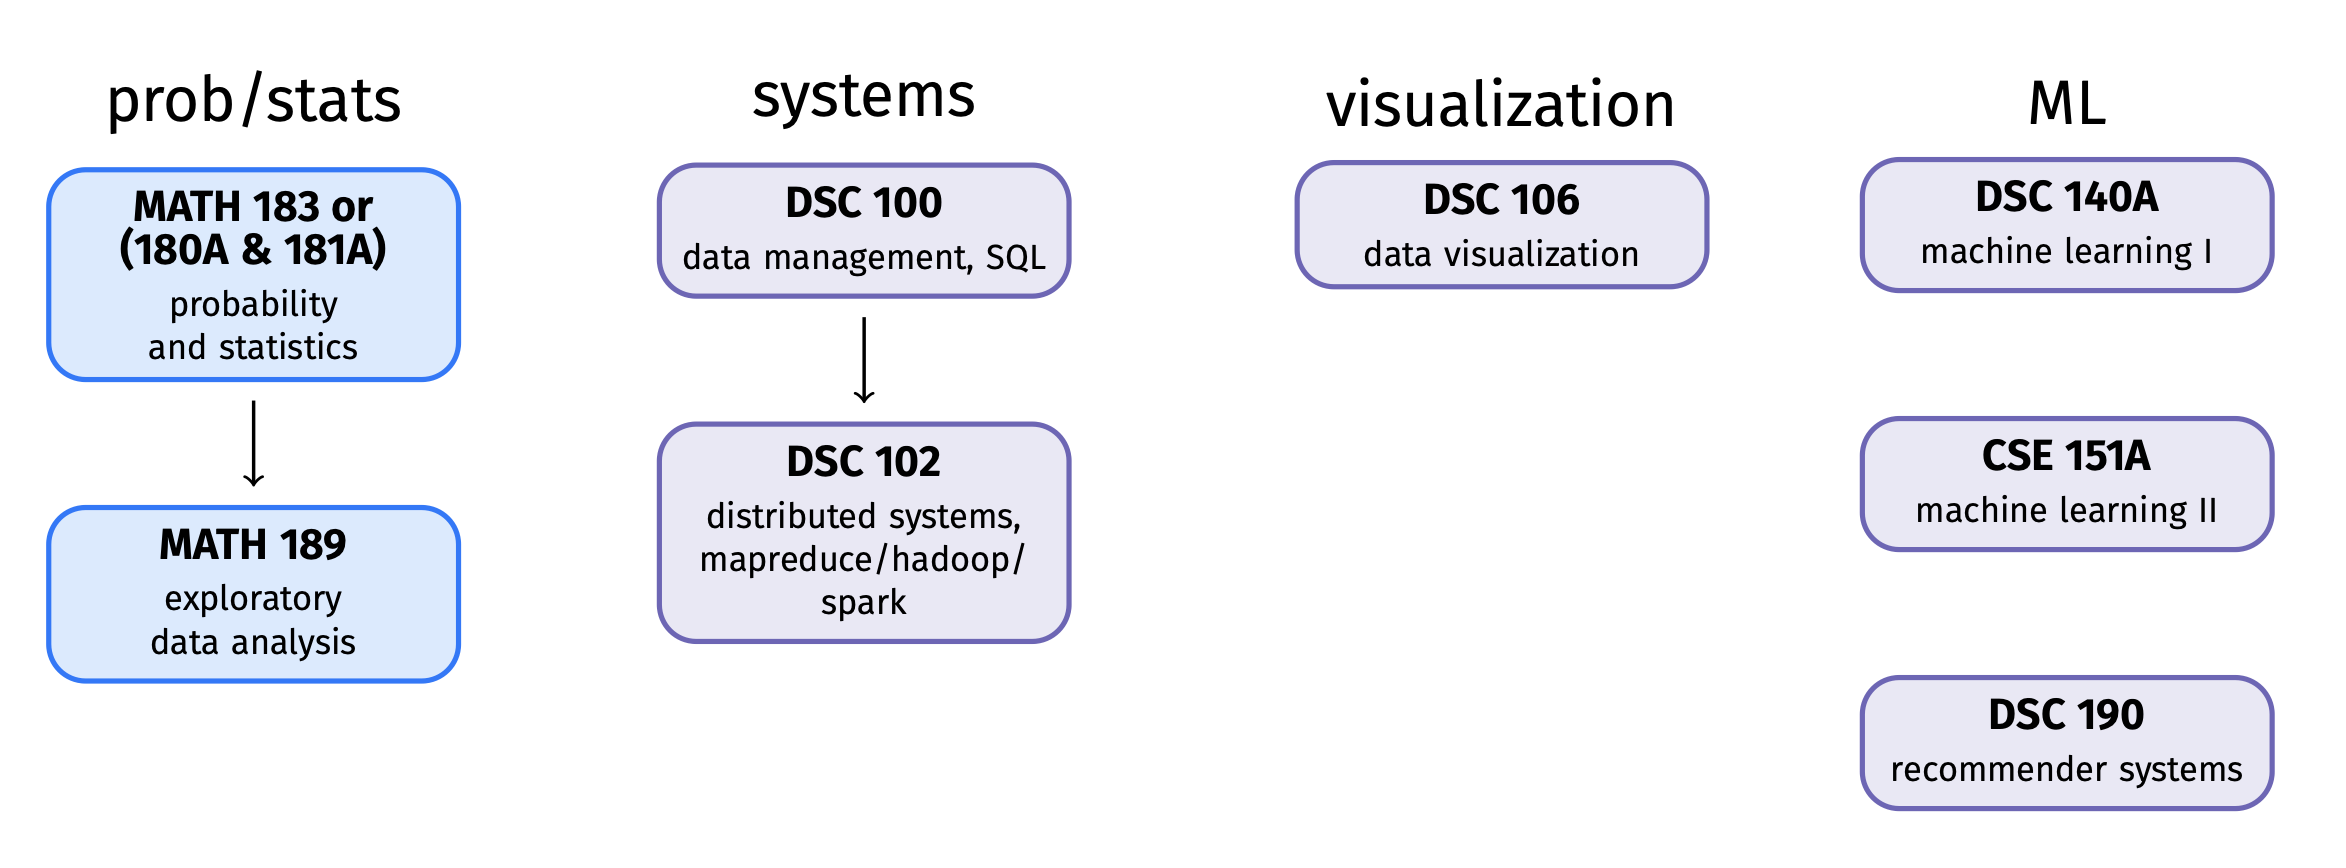 prob/stats
MATH 183 or
(180A & 181A)
probability
and statistics
MATH 189
exploratory
data analysis
systems
DSC 100
data management, SQL
DSC 102
distributed systems,
mapreduce/hadoop/
spark
visualization
DSC 106
data visualization
ML
DSC 140A
machine learning I
CSE 151A
machine learning II
DSC 190
recommender systems